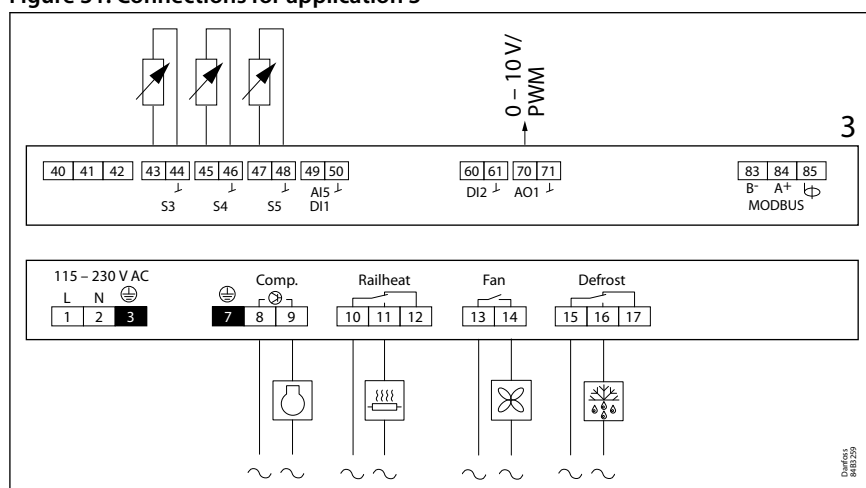 Figure 31: Connections for application 3
0 – 10 V/
PWM
3
40 41 42 43 44 45 46 47 48 49 50 60 61 70 71 83 84 85
S3 S4 S5 AI5 DI2 AO1 B- A+
DI1 MODBUS
115 – 230 V AC Comp. Railheat Fan Defrost
L N
1 2 3 7 8 9 10 11 12 13 14 15 16 17
Danfoss
84B3259